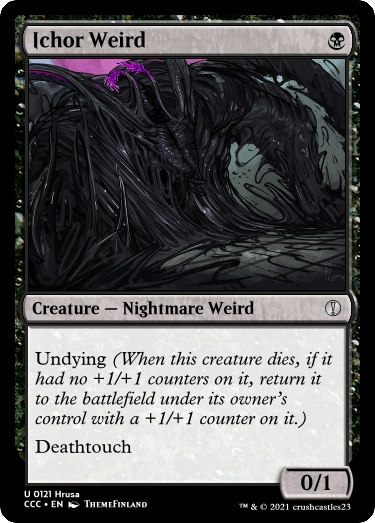 Ichor Weird
Creature — Nightmare Weird
Undying (When this creature dies, if it
had no +1/+1 counters on it, return it
to the battlefield under its owner's
control with a +1/+1 counter on it.)
Deathtouch
0/1
U 0121 Hrusa
CCC • EN ThemeFinland
™ & © 2021 crushcastles23